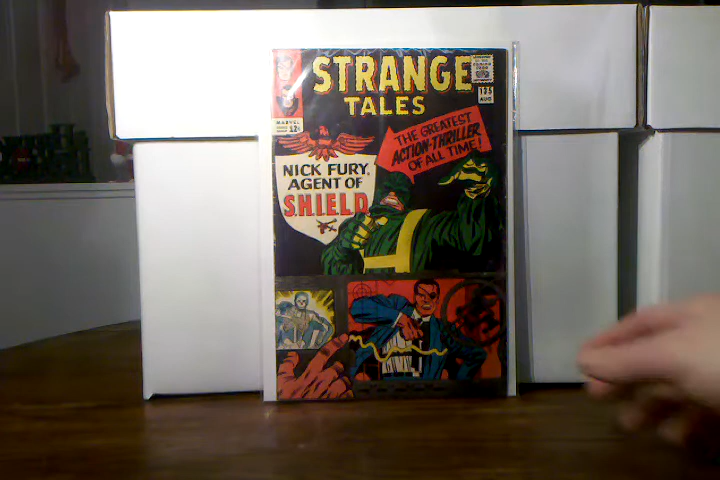 STRANGE
TALES
135
AUG
MARVEL
12¢
THE GREATEST
ACTION-THRILLER
OF ALL TIME!
NICK FURY,
AGENT OF
S.H.I.E.L.D